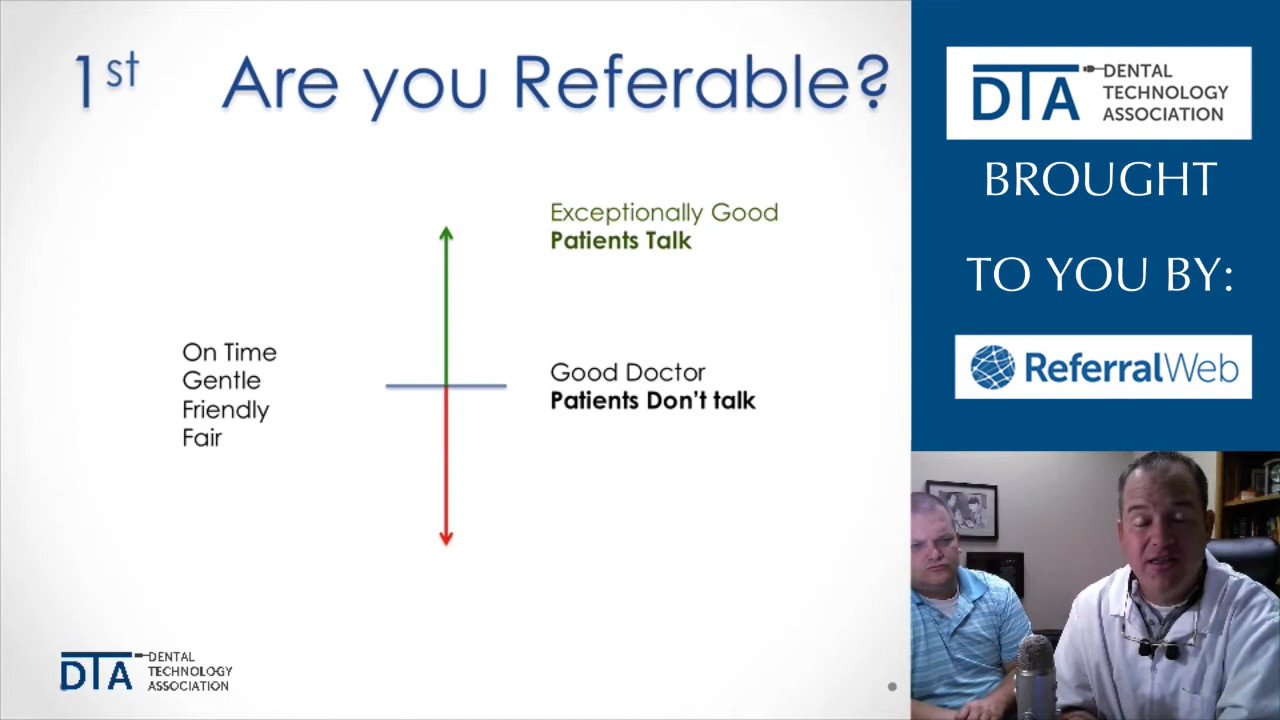 1st Are you Referable?
Exceptionally Good
Patients Talk
On Time
Gentle
Friendly
Fair
Good Doctor
Patients Don't talk
DTA DENTAL
TECHNOLOGY
ASSOCIATION
DTA DENTAL
TECHNOLOGY
ASSOCIATION
BROUGHT
TO YOU BY:
ReferralWeb